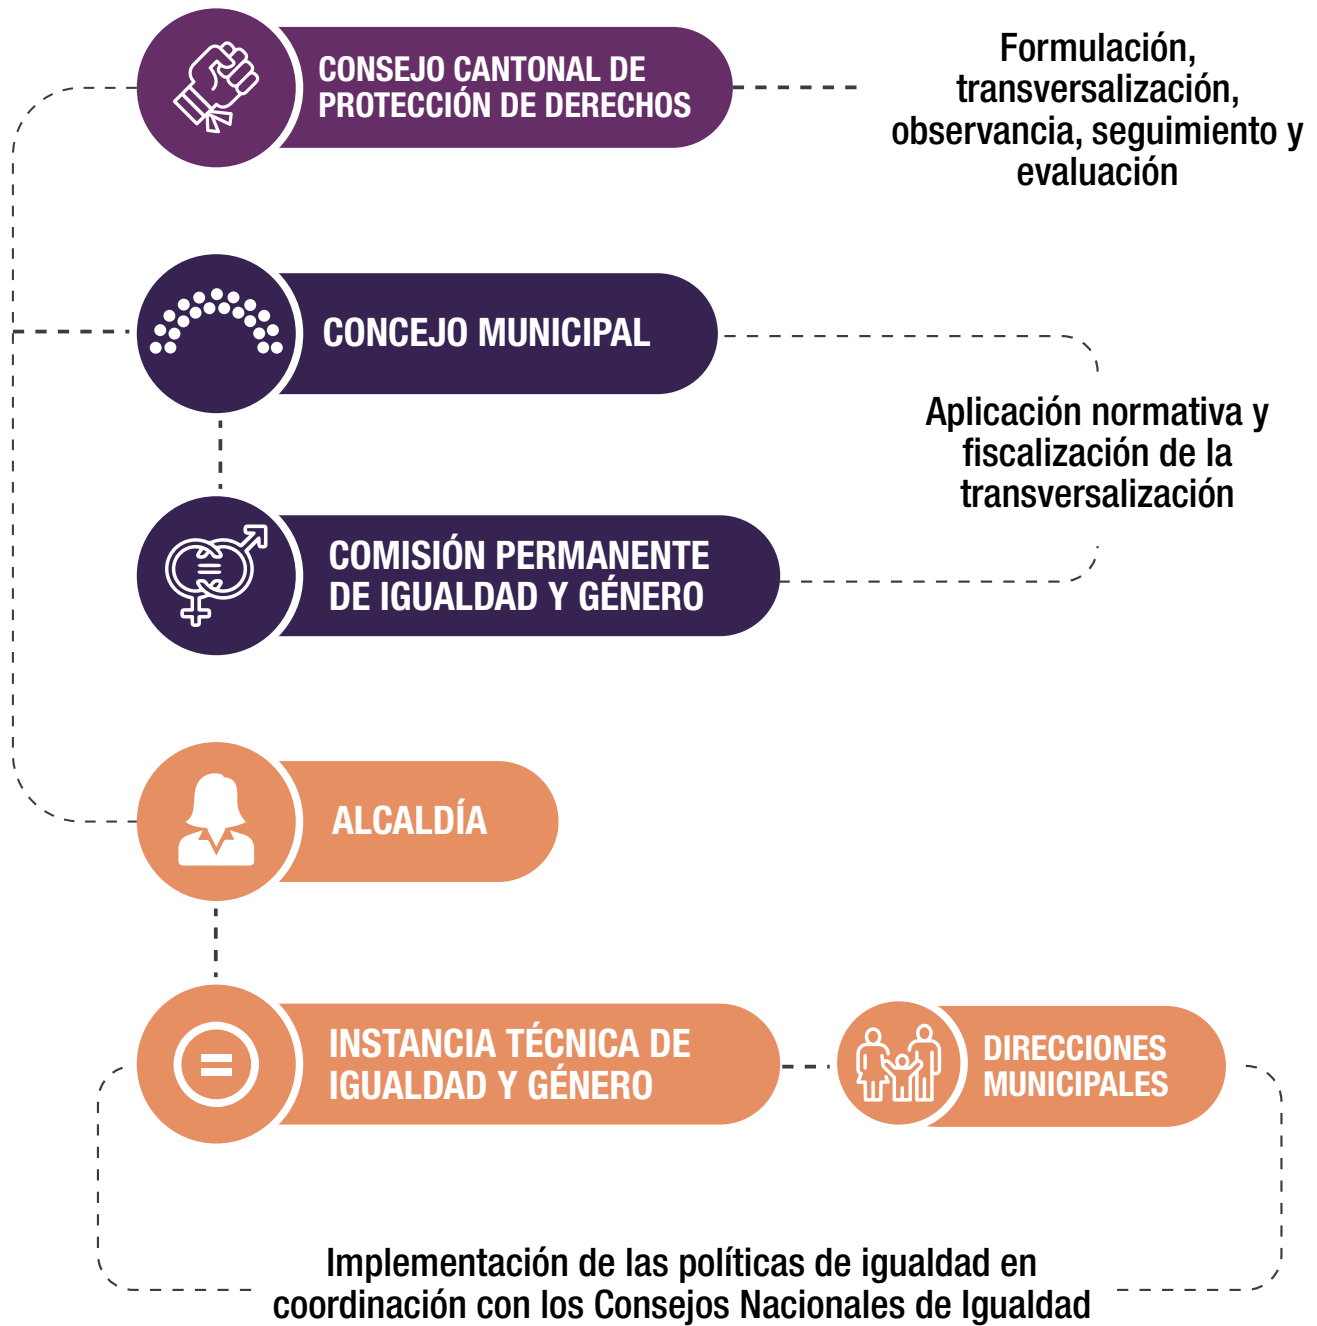 CONSEJO CANTONAL DE
PROTECCIÓN DE DERECHOS
Formulación,
transversalización,
observancia, seguimiento y
evaluación
CONCEJO MUNICIPAL
Aplicación normativa y
fiscalización de la
transversalización
COMISIÓN PERMANENTE
DE IGUALDAD Y GÉNERO
ALCALDÍA
INSTANCIA TÉCNICA DE
IGUALDAD Y GÉNERO
DIRECCIONES
MUNICIPALES
Implementación de las políticas de igualdad en
coordinación con los Consejos Nacionales de Igualdad